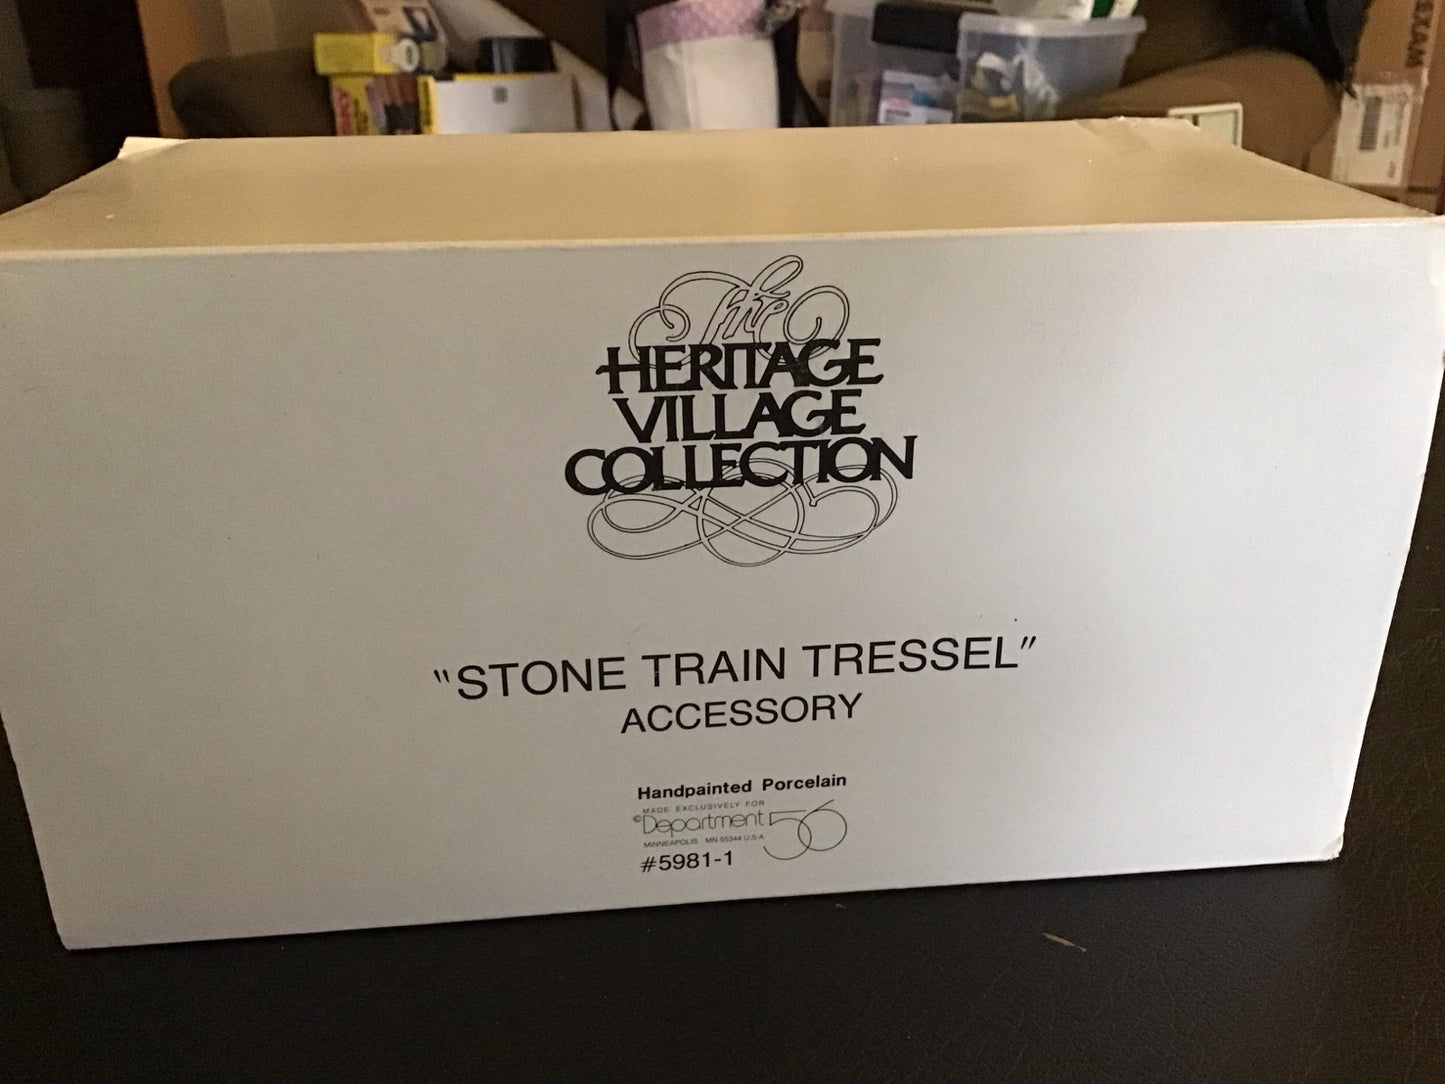 The
HERITAGE
VILLAGE
COLLECTION
"STONE TRAIN TRESSEL"
ACCESSORY
Handpainted Porcelain
MADE EXCLUSIVELY FOR
©Department 56
MINNEAPOLIS, MN 55344 U.S.A.
#5981-1
EXAM